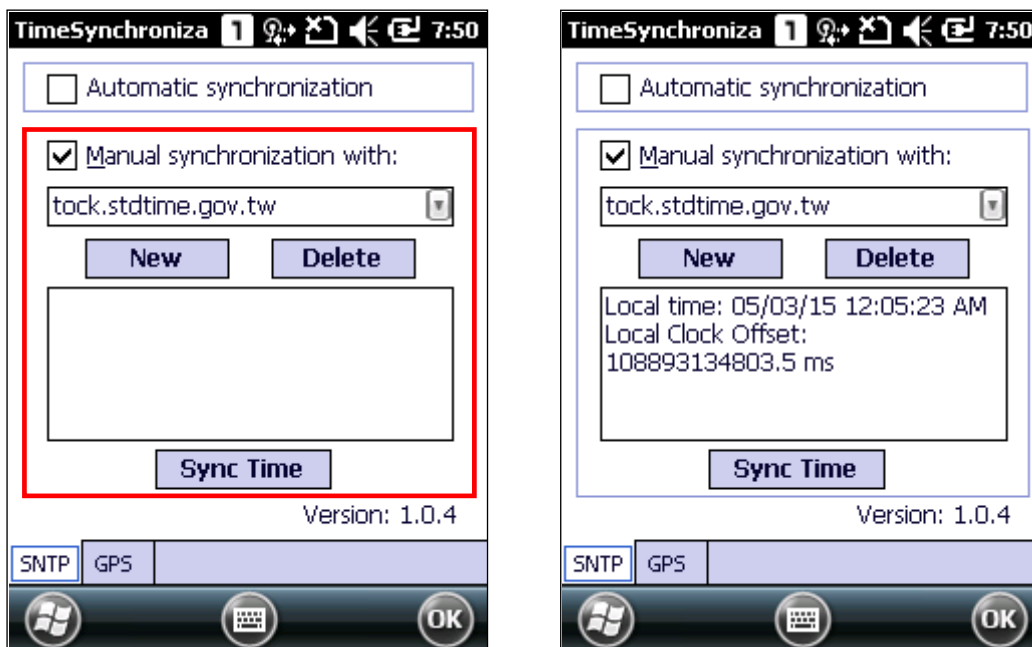 TimeSynchroniza 1 7:50
Automatic synchronization
Manual synchronization with:
tock.stdtime.gov.tw
New Delete
Sync Time
Version: 1.0.4
SNTP GPS
OK
TimeSynchroniza 1 7:50
Automatic synchronization
Manual synchronization with:
tock.stdtime.gov.tw
New Delete
Local time: 05/03/15 12:05:23 AM
Local Clock Offset:
108893134803.5 ms
Sync Time
Version: 1.0.4
SNTP GPS
OK